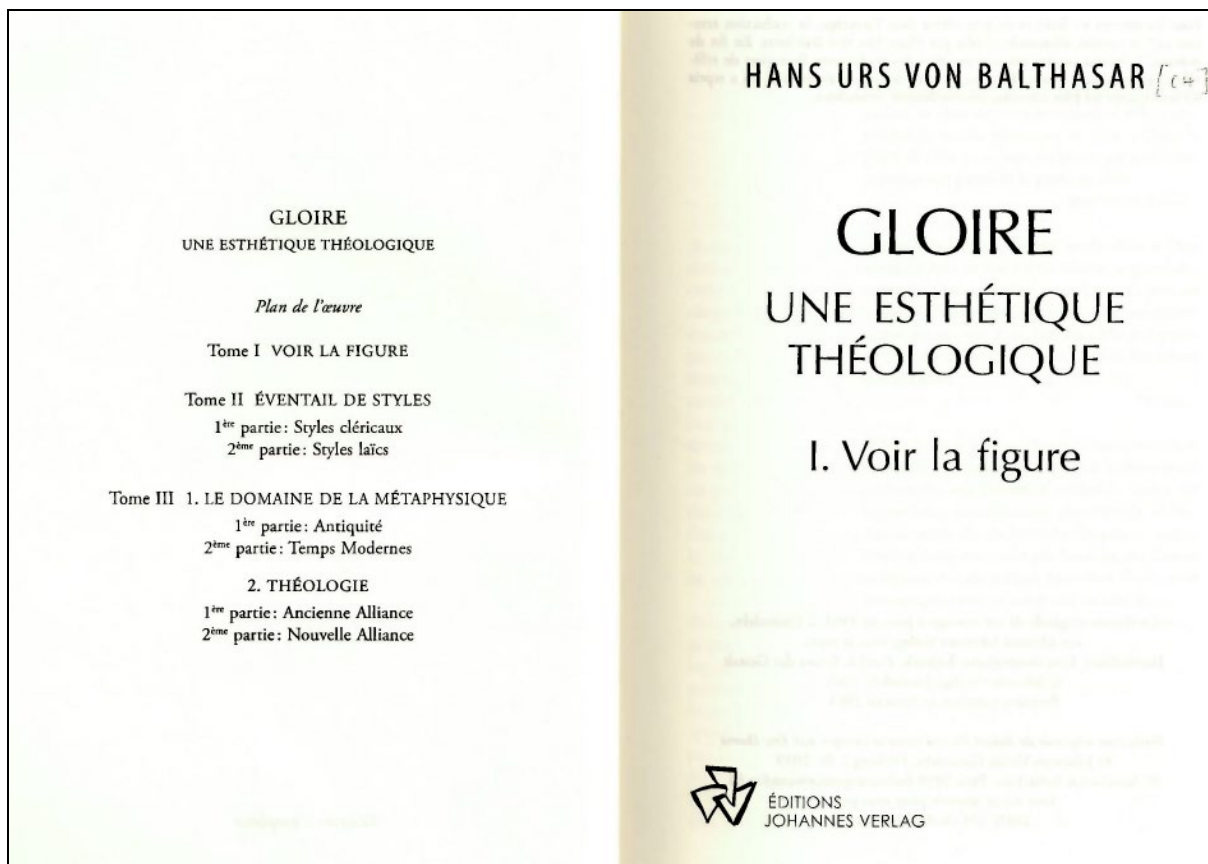 GLOIRE
UNE ESTHÉTIQUE THÉOLOGIQUE
Plan de l'œuvre
Tome I VOIR LA FIGURE
Tome II ÉVENTAIL DE STYLES
1ère partie : Styles cléricaux
2ème partie : Styles laïcs
Tome III 1. LE DOMAINE DE LA MÉTAPHYSIQUE
1ère partie : Antiquité
2ème partie : Temps Modernes
2. THÉOLOGIE
1ère partie : Ancienne Alliance
2ème partie : Nouvelle Alliance
HANS URS VON BALTHASAR
GLOIRE
UNE ESTHÉTIQUE
THÉOLOGIQUE
I. Voir la figure
ÉDITIONS
JOHANNES VERLAG